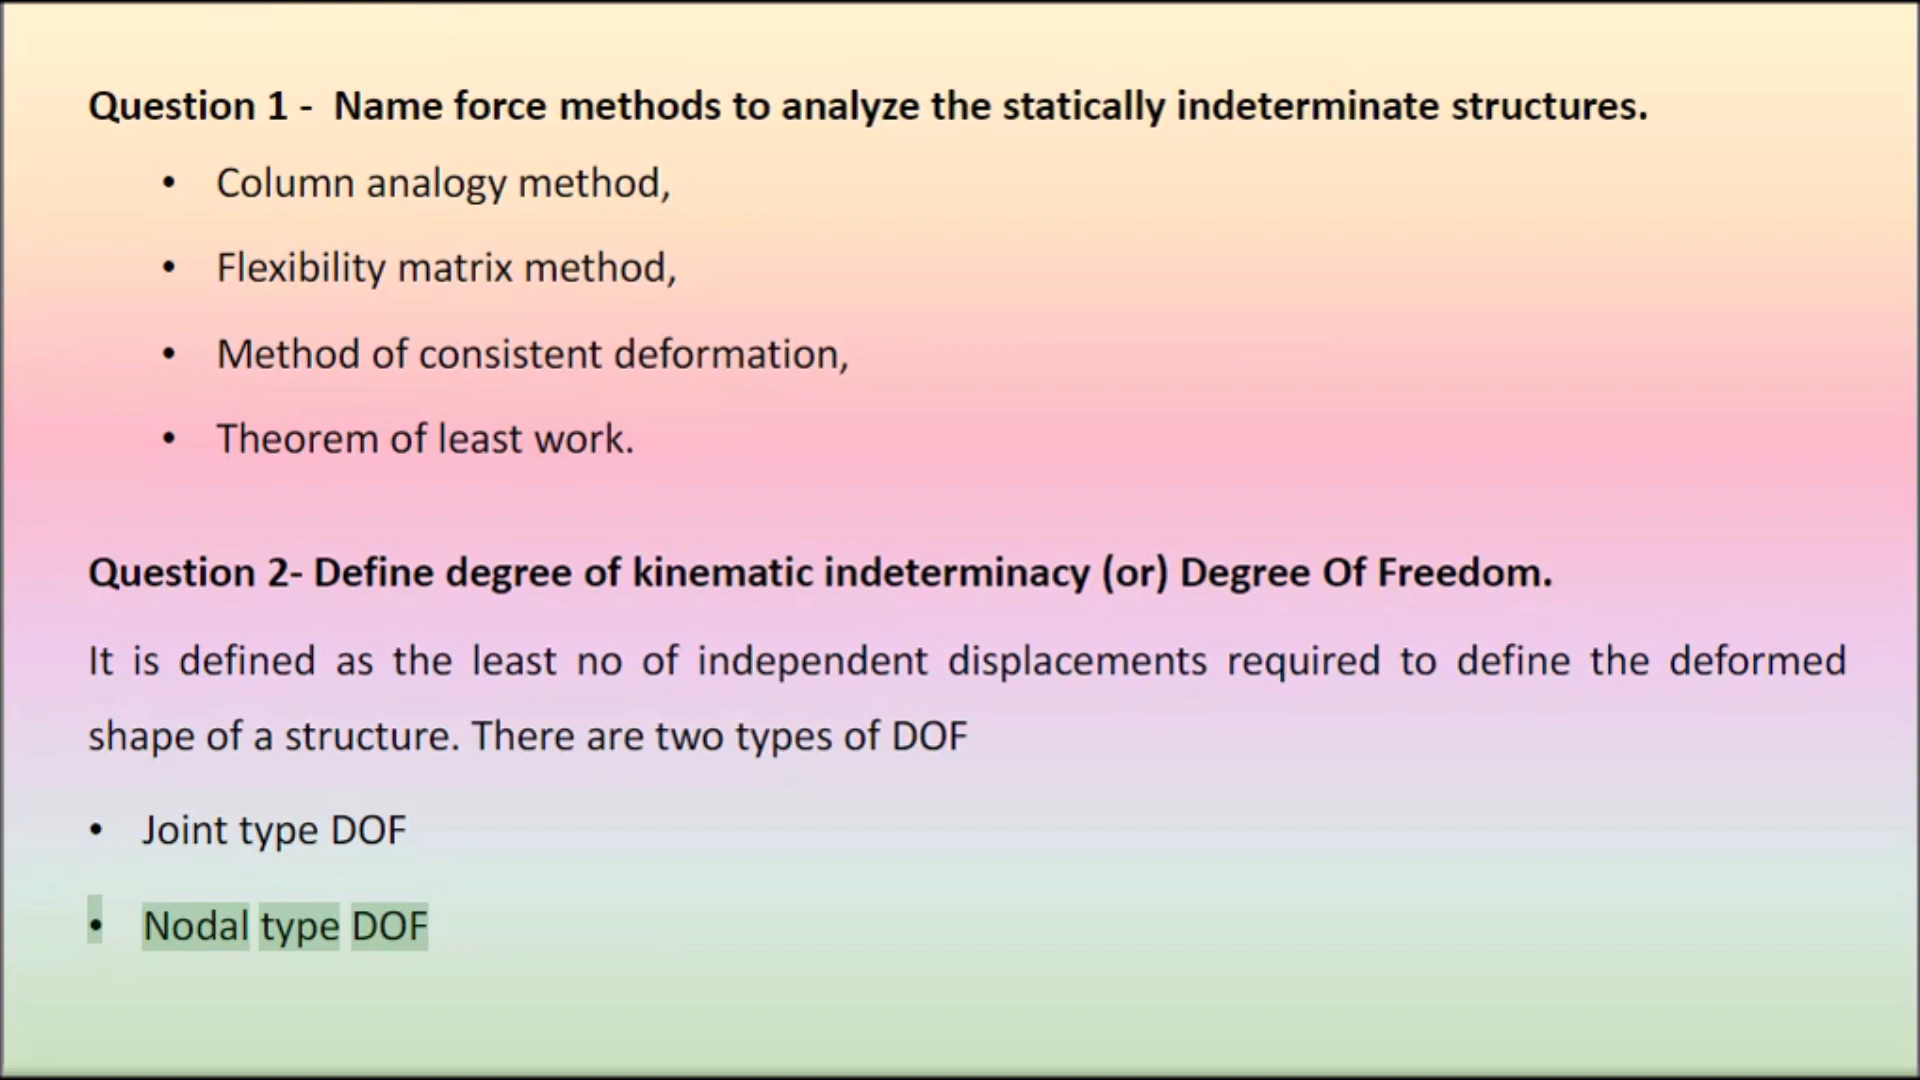 Question 1 - Name force methods to analyze the statically indeterminate structures.
• Column analogy method,
• Flexibility matrix method,
• Method of consistent deformation,
• Theorem of least work.
Question 2- Define degree of kinematic indeterminacy (or) Degree Of Freedom.
It is defined as the least no of independent displacements required to define the deformed
shape of a structure. There are two types of DOF
• Joint type DOF
• Nodal type DOF